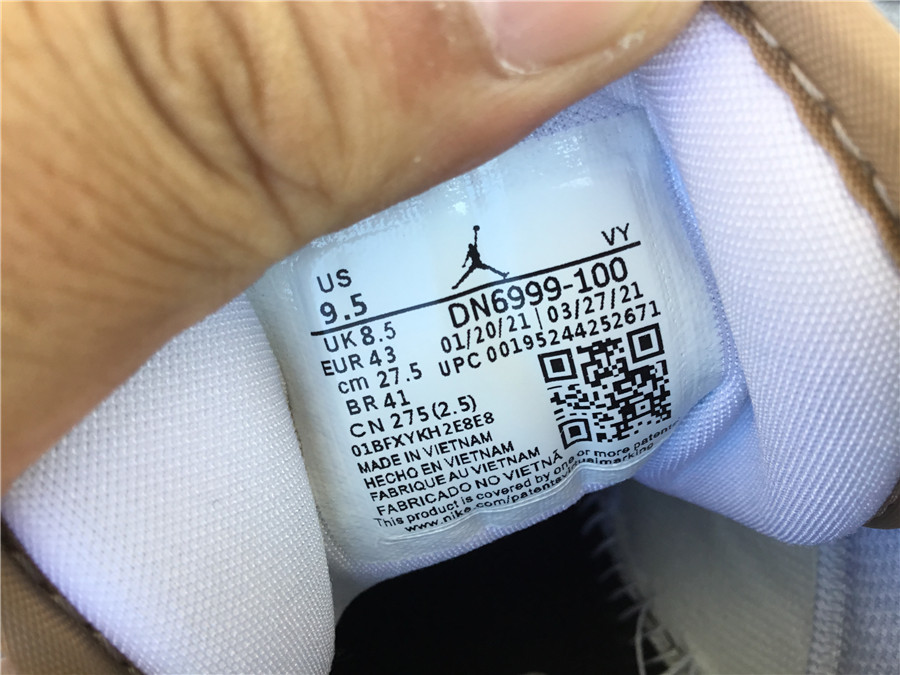 US VY
9.5
UK 8.5 DN6999-100
EUR 43 01/20/21 | 03/27/21
cm 27.5 UPC 00195244252671
BR 41
CN 275 (2.5)
01BFXYKH2E8E8
MADE IN VIETNAM
HECHO EN VIETNAM
FABRIQUE AU VIETNAM
FABRICADO NO VIETNÃ
This product is covered by one or more patents
www.nike.com/patents